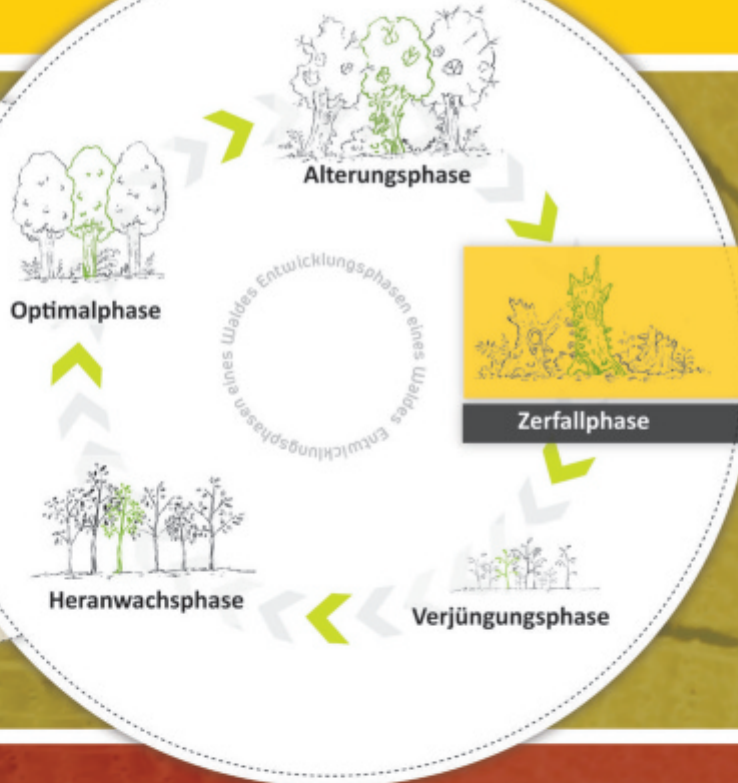 Alterungsphase
Optimalphase
Entwicklungsphasen eines Waldes Entwicklungsphasen eines Waldes
Zerfallphase
Heranwachsphase
Verjüngungsphase